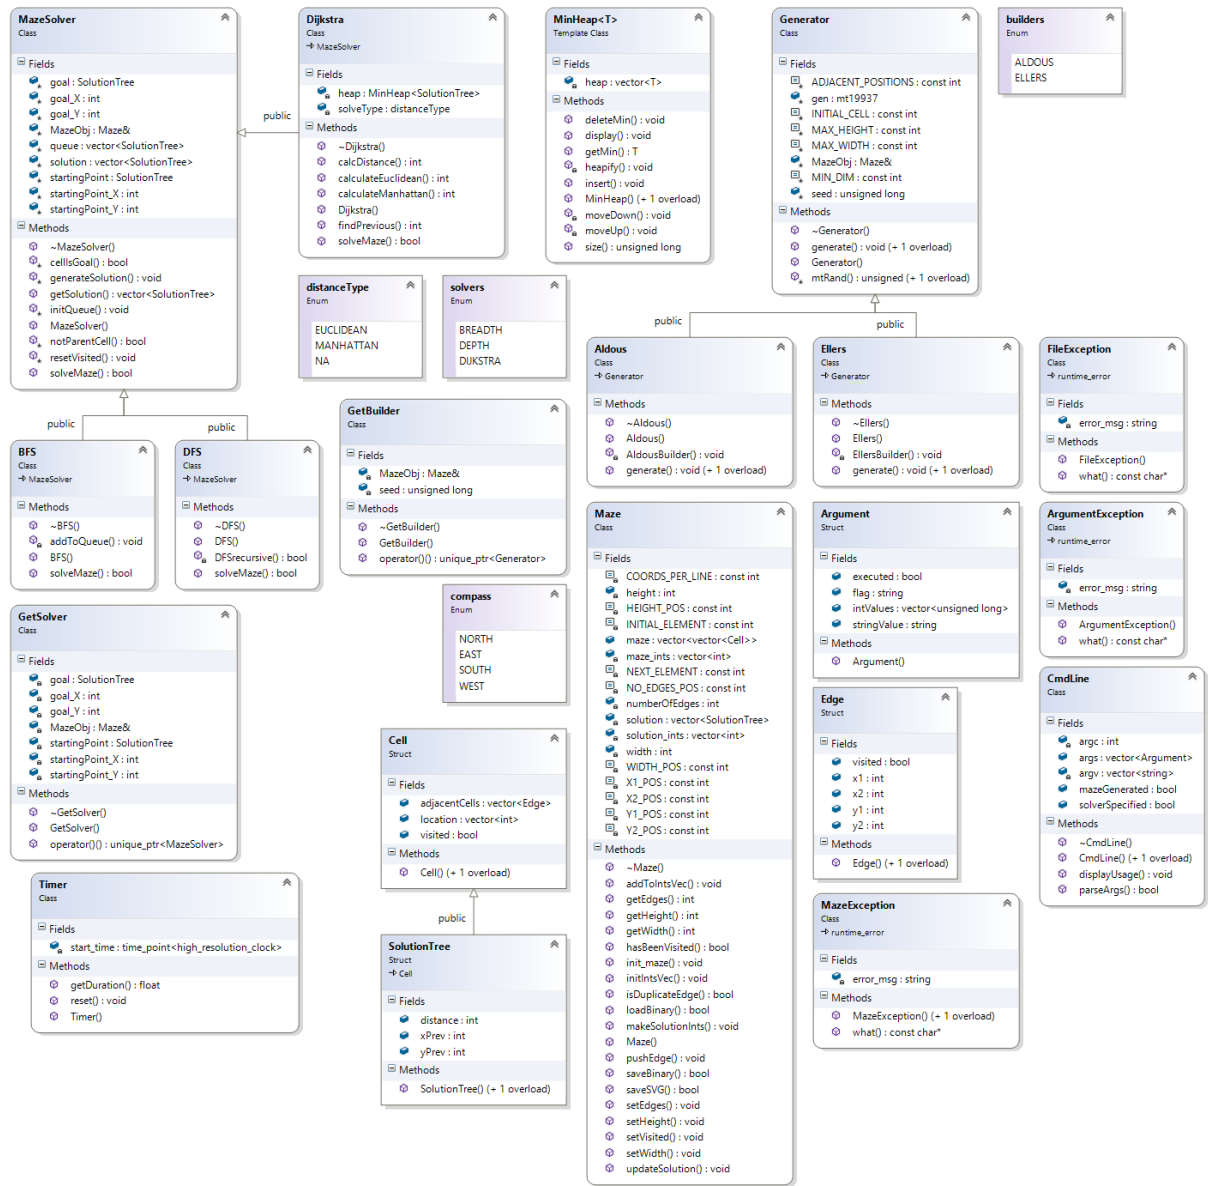 MazeSolver
Class
Fields
goal : SolutionTree
goal_X : int
goal_Y : int
MazeObj : Maze&
queue : vector<SolutionTree>
solution : vector<SolutionTree>
startingPoint : SolutionTree
startingPoint_X : int
startingPoint_Y : int
Methods
~MazeSolver()
cellIsGoal() : bool
generateSolution() : void
getSolution() : vector<SolutionTree>
initQueue() : void
MazeSolver()
notParentCell() : bool
resetVisited() : void
solveMaze() : bool
public
Dijkstra
Class
MazeSolver
Fields
heap : MinHeap<SolutionTree>
solveType : distanceType
Methods
~Dijkstra()
calcDistance() : int
calculateEuclidean() : int
calculateManhattan() : int
Dijkstra()
findPrevious() : int
solveMaze() : bool
MinHeap<T>
Template Class
Fields
heap : vector<T>
Methods
deleteMin() : void
display() : void
getMin() : T
heapify() : void
insert() : void
MinHeap() (+ 1 overload)
moveDown() : void
moveUp() : void
size() : unsigned long
Generator
Class
Fields
ADJACENT_POSITIONS : const int
gen : mt19937
INITIAL_CELL : const int
MAX_HEIGHT : const int
MAX_WIDTH : const int
MazeObj : Maze&
MIN_DIM : const int
seed : unsigned long
Methods
~Generator()
generate() : void (+ 1 overload)
Generator()
mtRand() : unsigned (+ 1 overload)
builders
Enum
ALDOUS
ELLERS
distanceType
Enum
EUCLIDEAN
MANHATTAN
NA
solvers
Enum
BREADTH
DEPTH
DIJKSTRA
public
public
Aldous
Class
Generator
Methods
~Aldous()
Aldous()
AldousBuilder() : void
generate() : void (+ 1 overload)
Ellers
Class
Generator
Methods
~Ellers()
Ellers()
EllersBuilder() : void
generate() : void (+ 1 overload)
FileException
Class
runtime_error
Fields
error_msg : string
Methods
FileException()
what() : const char*
public
public
BFS
Class
MazeSolver
Methods
~BFS()
addToQueue() : void
BFS()
solveMaze() : bool
DFS
Class
MazeSolver
Methods
~DFS()
DFS()
DFSrecursive() : bool
solveMaze() : bool
GetBuilder
Class
Fields
MazeObj : Maze&
seed : unsigned long
Methods
~GetBuilder()
GetBuilder()
operator()() : unique_ptr<Generator>
Maze
Class
Fields
COORDS_PER_LINE : const int
height : int
HEIGHT_POS : const int
INITIAL_ELEMENT : const int
maze : vector<vector<Cell>>
maze_ints : vector<int>
NEXT_ELEMENT : const int
NO_EDGES_POS : const int
numberOfEdges : int
solution : vector<SolutionTree>
solution_ints : vector<int>
width : int
WIDTH_POS : const int
X1_POS : const int
X2_POS : const int
Y1_POS : const int
Y2_POS : const int
Methods
~Maze()
addToIntsVec() : void
getEdges() : int
getHeight() : int
getWidth() : int
hasBeenVisited() : bool
init_maze() : void
initIntsVec() : void
isDuplicateEdge() : bool
loadBinary() : bool
makeSolutionInts() : void
Maze()
pushEdge() : void
saveBinary() : bool
saveSVG() : bool
setEdges() : void
setHeight() : void
setVisited() : void
setWidth() : void
updateSolution() : void
Argument
Struct
Fields
executed : bool
flag : string
intValues : vector<unsigned long>
stringValue : string
Methods
Argument()
ArgumentException
Class
runtime_error
Fields
error_msg : string
Methods
ArgumentException()
what() : const char*
compass
Enum
NORTH
EAST
SOUTH
WEST
GetSolver
Class
Fields
goal : SolutionTree
goal_X : int
goal_Y : int
MazeObj : Maze&
startingPoint : SolutionTree
startingPoint_X : int
startingPoint_Y : int
Methods
~GetSolver()
GetSolver()
operator()() : unique_ptr<MazeSolver>
Cell
Struct
Fields
adjacentCells : vector<Edge>
location : vector<int>
visited : bool
Methods
Cell() (+ 1 overload)
Edge
Struct
Fields
visited : bool
x1 : int
x2 : int
y1 : int
y2 : int
Methods
Edge() (+ 1 overload)
CmdLine
Class
Fields
argc : int
args : vector<Argument>
argv : vector<string>
mazeGenerated : bool
solverSpecified : bool
Methods
~CmdLine()
CmdLine() (+ 1 overload)
displayUsage() : void
parseArgs() : bool
Timer
Class
Fields
start_time : time_point<high_resolution_clock>
Methods
getDuration() : float
reset() : void
Timer()
public
SolutionTree
Struct
Cell
Fields
distance : int
xPrev : int
yPrev : int
Methods
SolutionTree() (+ 1 overload)
MazeException
Class
runtime_error
Fields
error_msg : string
Methods
MazeException() (+ 1 overload)
what() : const char*